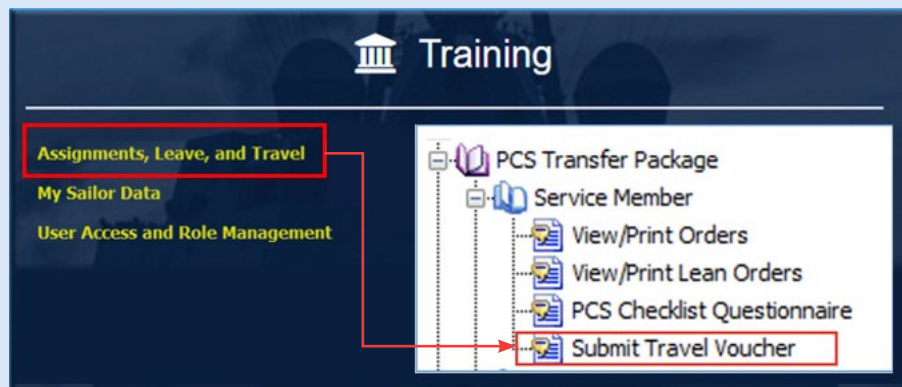 Training
Assignments, Leave, and Travel
My Sailor Data
User Access and Role Management
PCS Transfer Package
Service Member
View/Print Orders
View/Print Lean Orders
PCS Checklist Questionnaire
Submit Travel Voucher